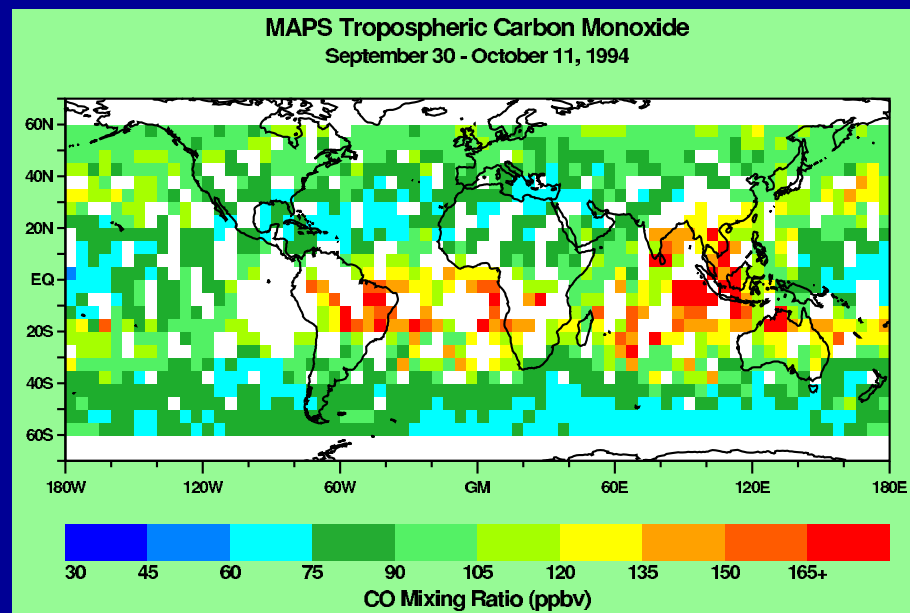 MAPS Tropospheric Carbon Monoxide
September 30 - October 11, 1994
60N
40N
20N
EQ
20S
40S
60S
180W 120W 60W GM 60E 120E 180E
30 45 60 75 90 105 120 135 150 165+
CO Mixing Ratio (ppbv)